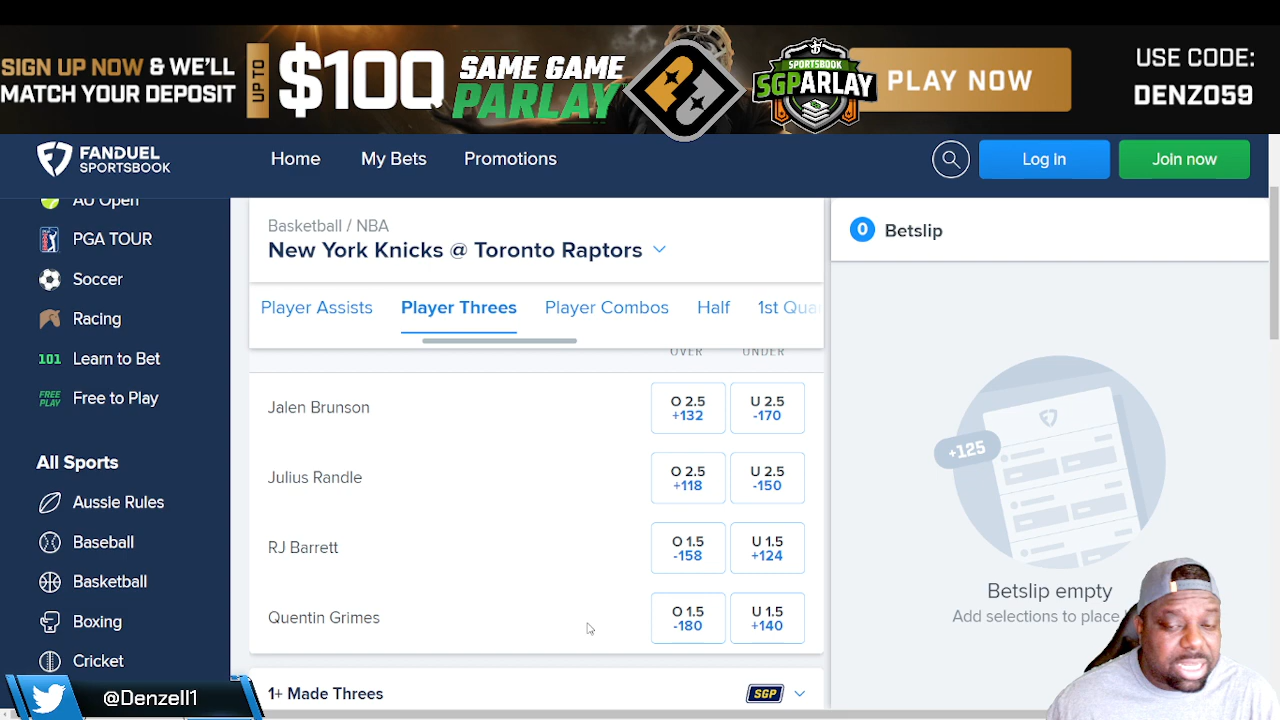 SIGN UP NOW & WE'LL
MATCH YOUR DEPOSIT
UP TO
$100
SAME GAME
PARLAY
SPORTSBOOK
SGPARLAY
PLAY NOW
USE CODE:
DENZO59
FANDUEL
SPORTSBOOK
Home
My Bets
Promotions
Log In
Join now
AU Open
PGA TOUR
Soccer
Racing
101 Learn to Bet
FREE PLAY Free to Play
All Sports
Aussie Rules
Baseball
Basketball
Boxing
Cricket
Basketball / NBA
New York Knicks @ Toronto Raptors
Player Assists
Player Threes
Player Combos
Half
1st Qua
OVER
UNDER
Jalen Brunson
O 2.5
+132
U 2.5
-170
Julius Randle
O 2.5
+118
U 2.5
-150
RJ Barrett
O 1.5
-158
U 1.5
+124
Quentin Grimes
O 1.5
-180
U 1.5
+140
1+ Made Threes
SGP
0 Betslip
+125
Betslip empty
Add selections to place
@Denzell1